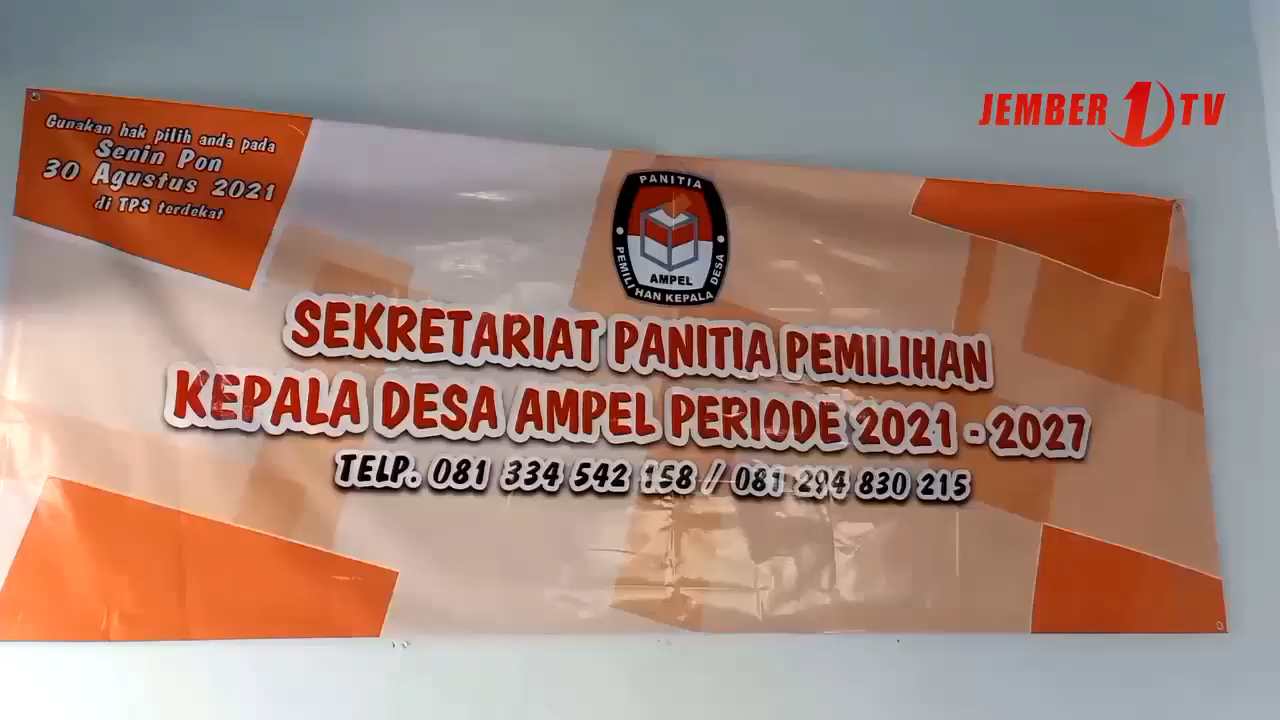 JEMBER 1 TV
Gunakan hak pilih anda pada
Senin Pon
30 Agustus 2021
di TPS terdekat
PANITIA
AMPEL
PEMILIHAN KEPALA DESA
SEKRETARIAT PANITIA PEMILIHAN
KEPALA DESA AMPEL PERIODE 2021 - 2027
TELP. 081 334 542 158 / 081 294 830 215